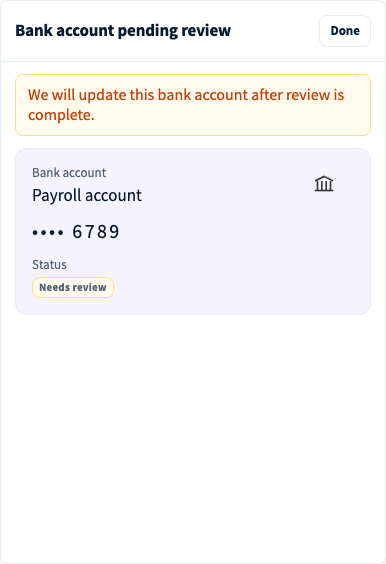 Bank account pending review
Done
We will update this bank account after review is
complete.
Bank account
Payroll account
•••• 6789
Status
Needs review